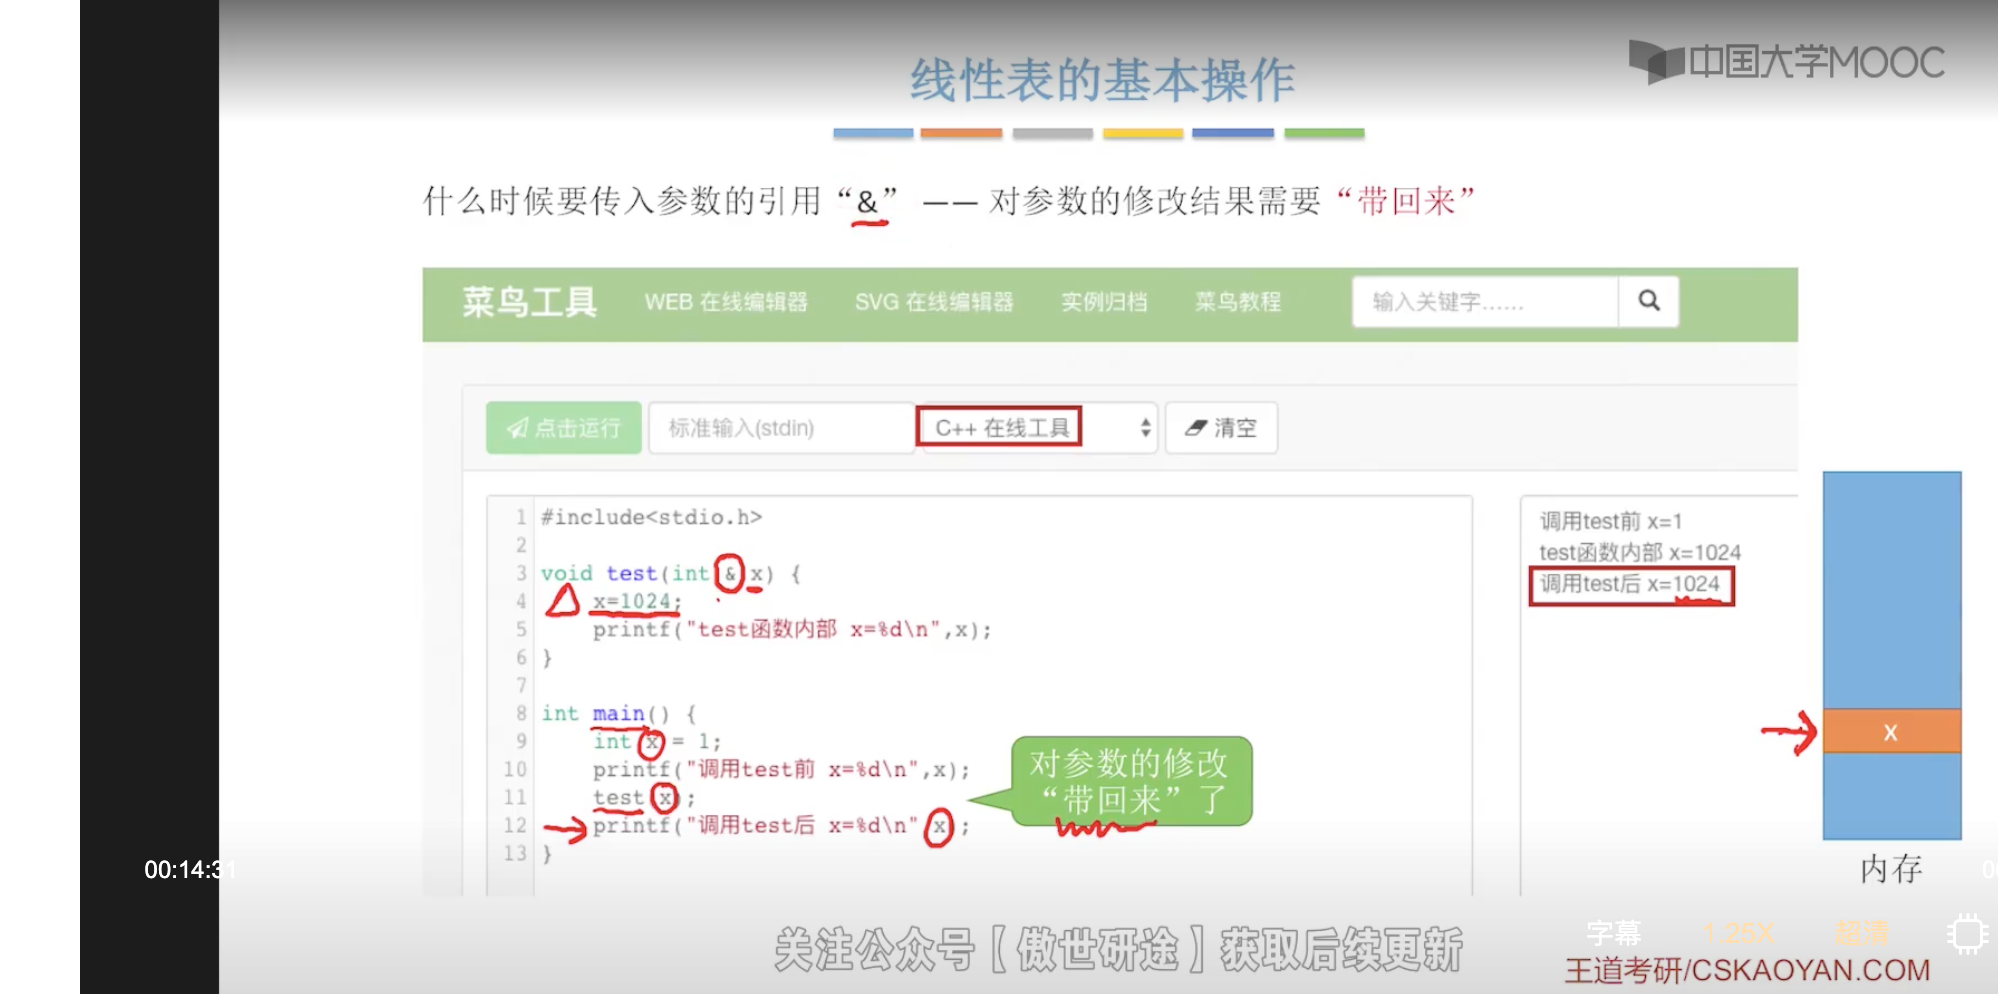 中国大学MOOC
线性表的基本操作
什么时候要传入参数的引用“&” —— 对参数的修改结果需要“带回来”
菜鸟工具 WEB 在线编辑器 SVG 在线编辑器 实例归档 菜鸟教程 输入关键字......
点击运行 标准输入(stdin) C++ 在线工具 清空
1 #include<stdio.h>
2
3 void test(int & x) {
4 x=1024;
5 printf("test函数内部 x=%d\n",x);
6 }
7
8 int main() {
9 int x = 1;
10 printf("调用test前 x=%d\n",x);
11 test(x);
12 printf("调用test后 x=%d\n" x) ;
13 }
对参数的修改
“带回来”了
调用test前 x=1
test函数内部 x=1024
调用test后 x=1024
x
内存
00:14:31
关注公众号【傲世研途】获取后续更新
字幕 1.25X 超清
王道考研/CSKAOYAN.COM